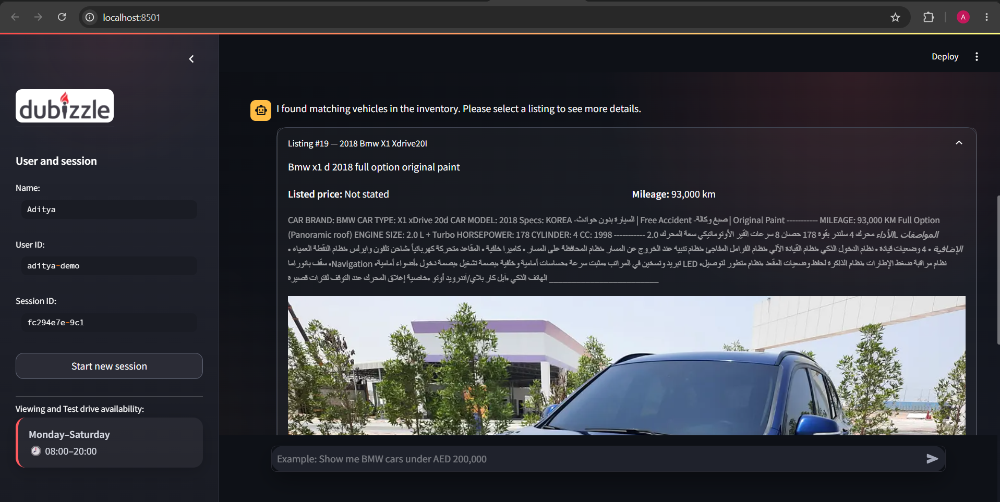 localhost:8501
A
Deploy
dubizzle
User and session
Name:
Aditya
User ID:
aditya-demo
Session ID:
fc294e7e-9c1
Start new session
Viewing and Test drive availability:
Monday–Saturday
08:00–20:00
I found matching vehicles in the inventory. Please select a listing to see more details.
Listing #19 — 2018 Bmw X1 Xdrive20I
Bmw x1 d 2018 full option original paint
Listed price: Not stated
Mileage: 93,000 km
CAR BRAND: BMW CAR TYPE: X1 xDrive 20d CAR MODEL: 2018 Specs: KOREA -السيارة بدون حوادث | Free Accident -صبغ وكالة | Original Paint ----------- MILEAGE: 93,000 KM Full Option
(Panoramic roof) ENGINE SIZE: 2.0 L + Turbo HORSEPOWER: 178 CYLINDER: 4 CC: 1998 ----------- المواصفات الأداء محرك 4 سلندر بقوة 178 حصان 8 سرعات القير الأوتوماتيكي سعة المحرك 2.0 L
الإضافية • 4 وضعيات قيادة • نظام الدخول الذكي •نظام القيادة الآلي •نظام الفرامل المفاجئ •نظام تنبيه عند الخروج عن المسار •نظام المحافظة على المسار • كاميرا خلفية • المقاعد متحركة كهربائياً •شاحن تلفون وايرلس •نظام النقطة العمياء •
نظام مراقبة ضغط الإطارات •نظام الذاكرة لحفظ وضعيات المقعد •نظام متطور لتوصيل• LED تبريد وتسخين في المراتب •مثبت سرعة •حساسات أمامية وخلفية •بصمة تشغيل •بصمة دخول •أضواء أمامية •Navigation• سقف بانوراما
الهاتف الذكي •آبل كار بلاي/آندرويد أوتو •خاصية إغلاق المحرك عند التوقف لفترات قصيرة _________________________
Example: Show me BMW cars under AED 200,000